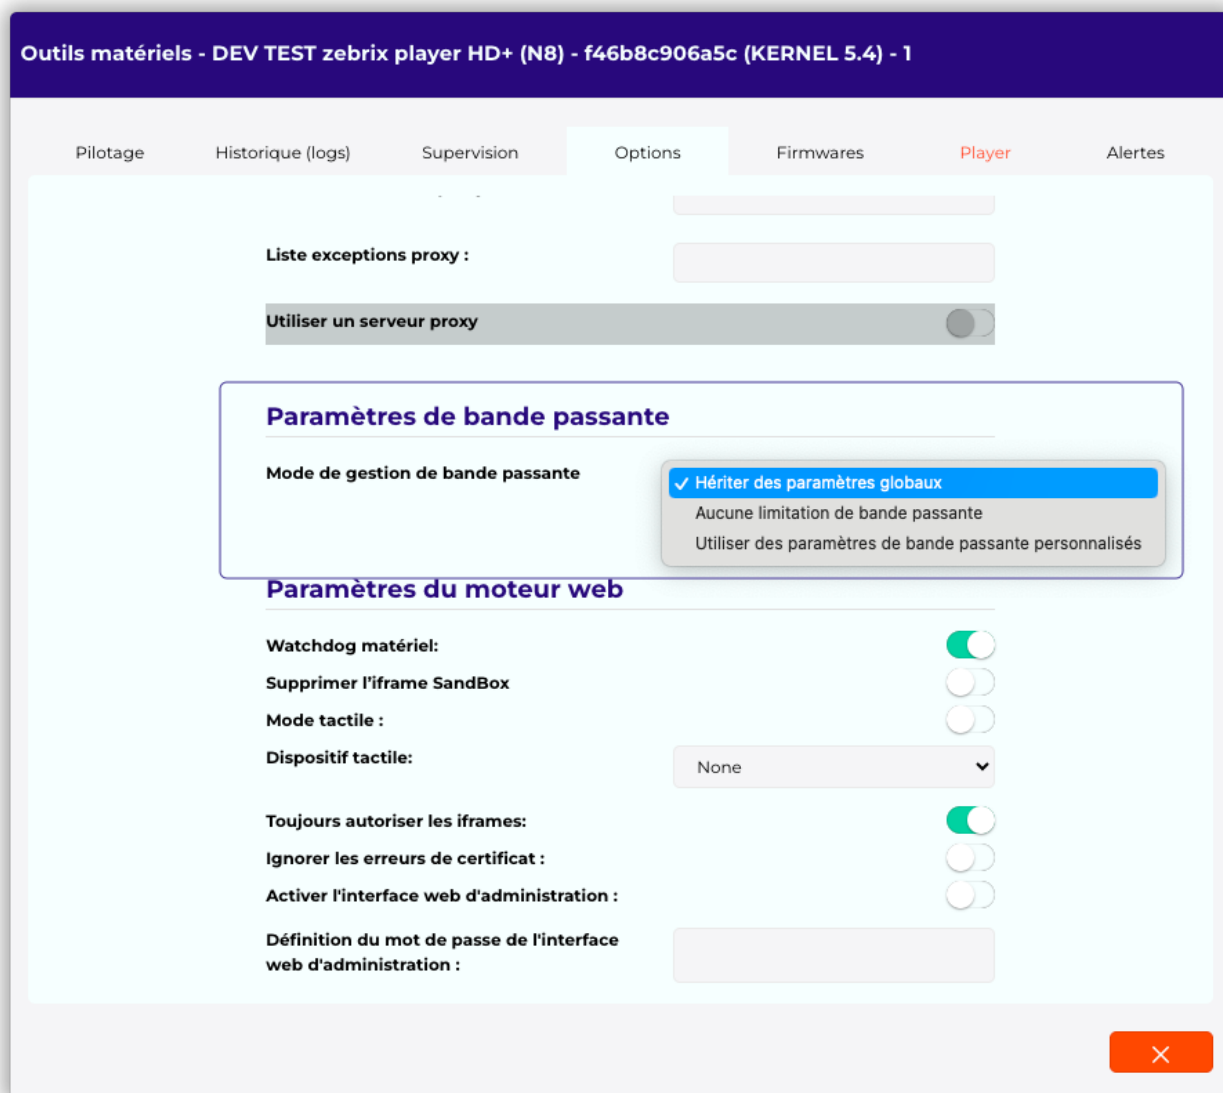 Outils matériels - DEV TEST zebrix player HD+ (N8) - f46b8c906a5c (KERNEL 5.4) - 1
Pilotage Historique (logs) Supervision Options Firmwares Player Alertes
Liste exceptions proxy :
Utiliser un serveur proxy
Paramètres de bande passante
Mode de gestion de bande passante
✓ Hériter des paramètres globaux
Aucune limitation de bande passante
Utiliser des paramètres de bande passante personnalisés
Paramètres du moteur web
Watchdog matériel:
Supprimer l’iframe SandBox
Mode tactile :
Dispositif tactile:
None
Toujours autoriser les iframes:
Ignorer les erreurs de certificat :
Activer l'interface web d'administration :
Définition du mot de passe de l'interface
web d'administration :